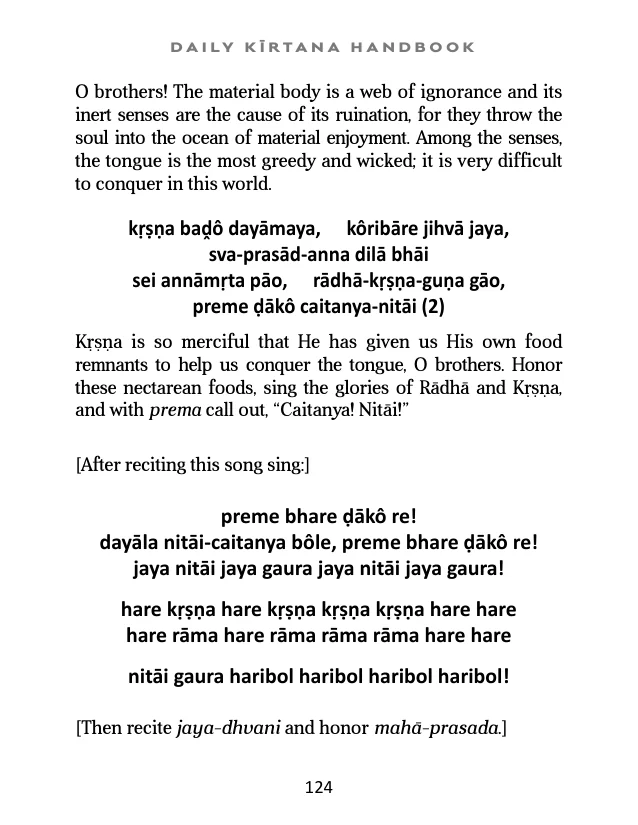 DAILY KĪRTANA HANDBOOK
O brothers! The material body is a web of ignorance and its
inert senses are the cause of its ruination, for they throw the
soul into the ocean of material enjoyment. Among the senses,
the tongue is the most greedy and wicked; it is very difficult
to conquer in this world.
kṛṣṇa baḓô dayāmaya, kôribāre jihvā jaya,
sva-prasād-anna dilā bhāi
sei annāmṛta pāo, rādhā-kṛṣṇa-guṇa gāo,
preme ḍākô caitanya-nitāi (2)
Kṛṣṇa is so merciful that He has given us His own food
remnants to help us conquer the tongue, O brothers. Honor
these nectarean foods, sing the glories of Rādhā and Kṛṣṇa,
and with prema call out, “Caitanya! Nitāi!”
[After reciting this song sing:]
preme bhare ḍākô re!
dayāla nitāi-caitanya bôle, preme bhare ḍākô re!
jaya nitāi jaya gaura jaya nitāi jaya gaura!
hare kṛṣṇa hare kṛṣṇa kṛṣṇa kṛṣṇa hare hare
hare rāma hare rāma rāma rāma hare hare
nitāi gaura haribol haribol haribol haribol!
[Then recite jaya-dhvani and honor mahā-prasada.]
124